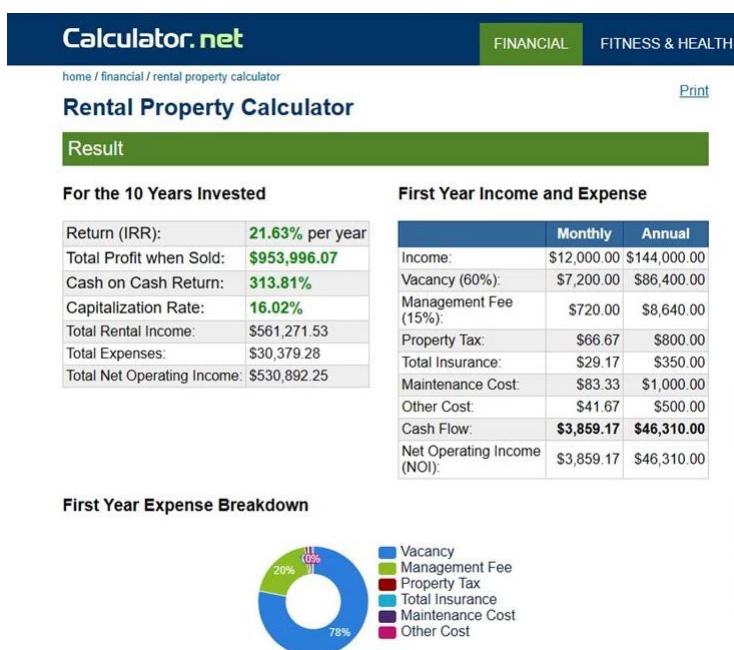 Calculator.net
FINANCIAL FITNESS & HEALTH
home / financial / rental property calculator
Print
Rental Property Calculator
Result
For the 10 Years Invested
Return (IRR): 21.63% per year
Total Profit when Sold: $953,996.07
Cash on Cash Return: 313.81%
Capitalization Rate: 16.02%
Total Rental Income: $561,271.53
Total Expenses: $30,379.28
Total Net Operating Income: $530,892.25
First Year Income and Expense
Monthly Annual
Income: $12,000.00 $144,000.00
Vacancy (60%): $7,200.00 $86,400.00
Management Fee
(15%): $720.00 $8,640.00
Property Tax: $66.67 $800.00
Total Insurance: $29.17 $350.00
Maintenance Cost: $83.33 $1,000.00
Other Cost: $41.67 $500.00
Cash Flow: $3,859.17 $46,310.00
Net Operating Income
(NOI): $3,859.17 $46,310.00
First Year Expense Breakdown
20%
0%
78%
Vacancy
Management Fee
Property Tax
Total Insurance
Maintenance Cost
Other Cost